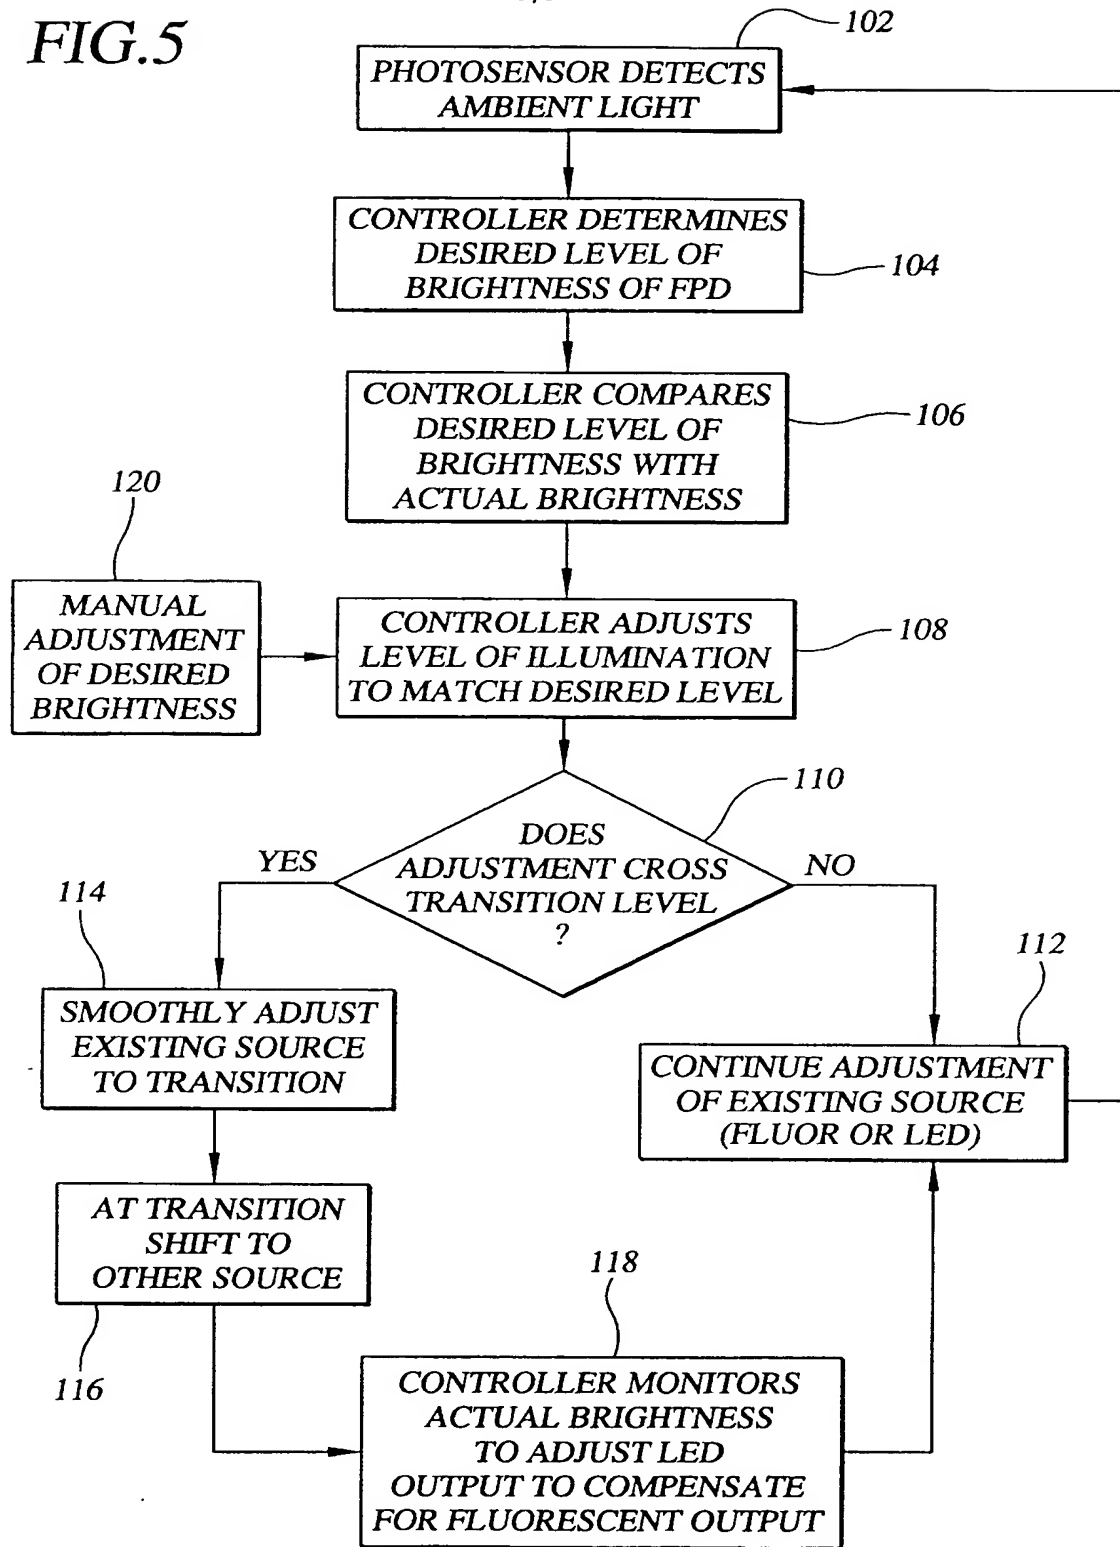 FIG.5
102
PHOTOSENSOR DETECTS
AMBIENT LIGHT
CONTROLLER DETERMINES
DESIRED LEVEL OF
BRIGHTNESS OF FPD
104
CONTROLLER COMPARES
DESIRED LEVEL OF
BRIGHTNESS WITH
ACTUAL BRIGHTNESS
106
120
MANUAL
ADJUSTMENT
OF DESIRED
BRIGHTNESS
CONTROLLER ADJUSTS
LEVEL OF ILLUMINATION
TO MATCH DESIRED LEVEL
108
110
DOES
ADJUSTMENT CROSS
TRANSITION LEVEL
?
YES
NO
114
SMOOTHLY ADJUST
EXISTING SOURCE
TO TRANSITION
112
CONTINUE ADJUSTMENT
OF EXISTING SOURCE
(FLUOR OR LED)
AT TRANSITION
SHIFT TO
OTHER SOURCE
116
118
CONTROLLER MONITORS
ACTUAL BRIGHTNESS
TO ADJUST LED
OUTPUT TO COMPENSATE
FOR FLUORESCENT OUTPUT